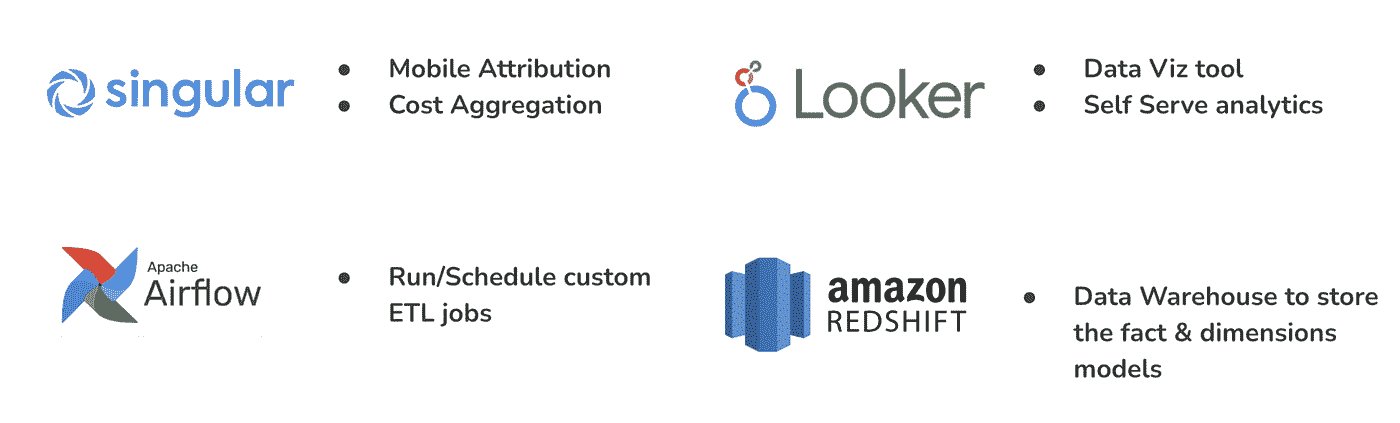 singular
● Mobile Attribution
● Cost Aggregation
Looker
● Data Viz tool
● Self Serve analytics
Apache
Airflow
● Run/Schedule custom
ETL jobs
amazon
REDSHIFT
● Data Warehouse to store
the fact & dimensions
models